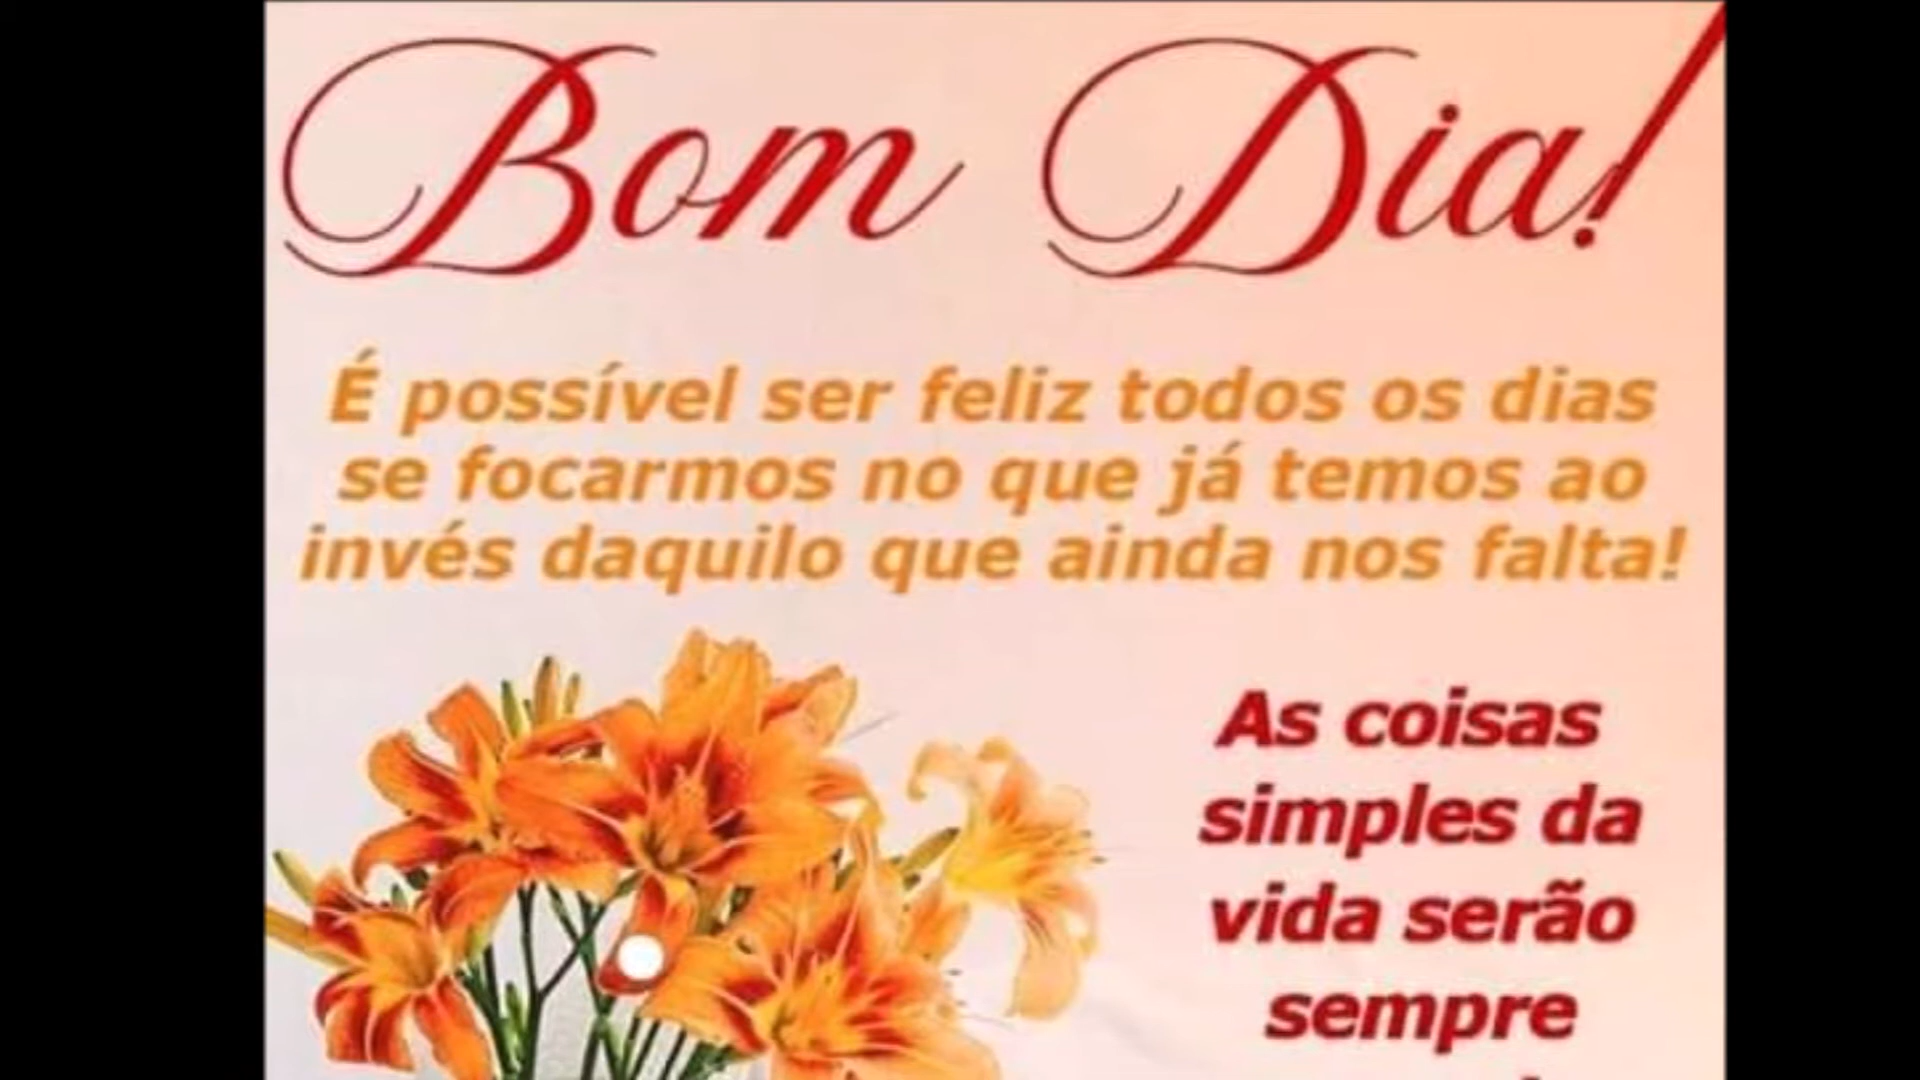 Bom Dia!
É possível ser feliz todos os dias
se focarmos no que já temos ao
invés daquilo que ainda nos falta!
As coisas
simples da
vida serão
sempre